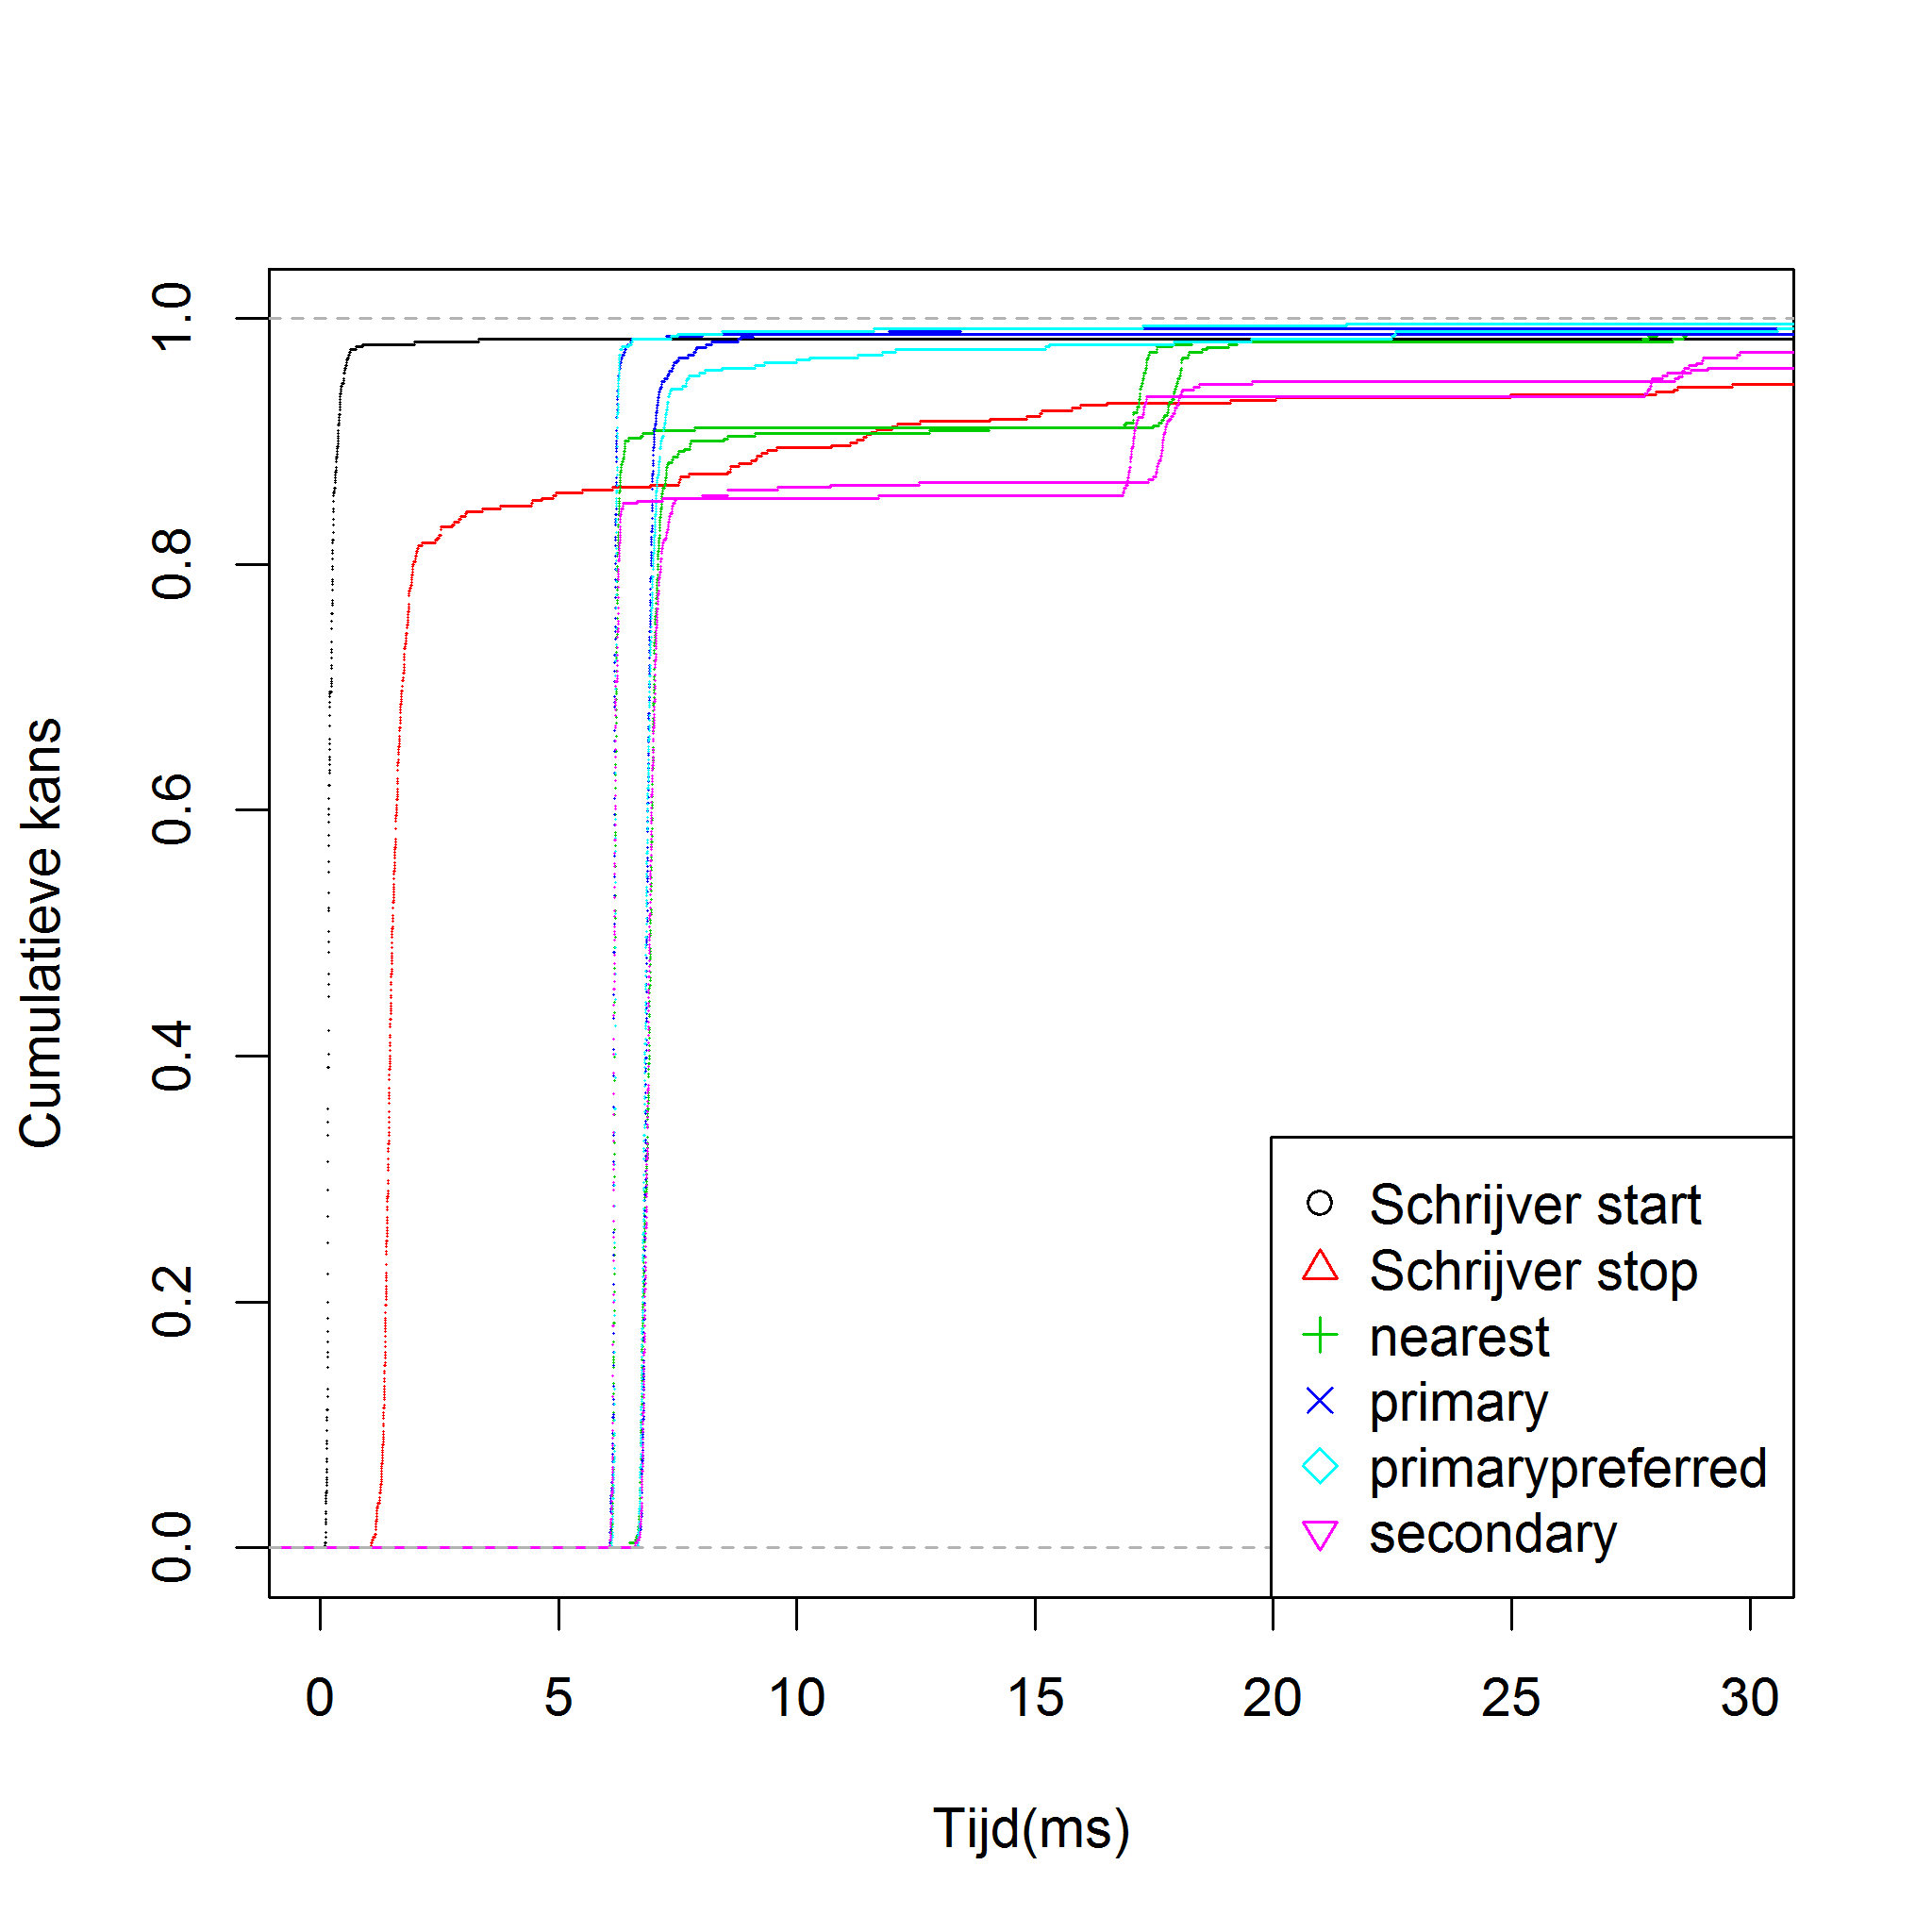 Cumulatieve kans
1.0
0.8
0.6
0.4
0.2
0.0
Schrijver start
Schrijver stop
nearest
primary
primarypreferred
secondary
0 5 10 15 20 25 30
Tijd(ms)